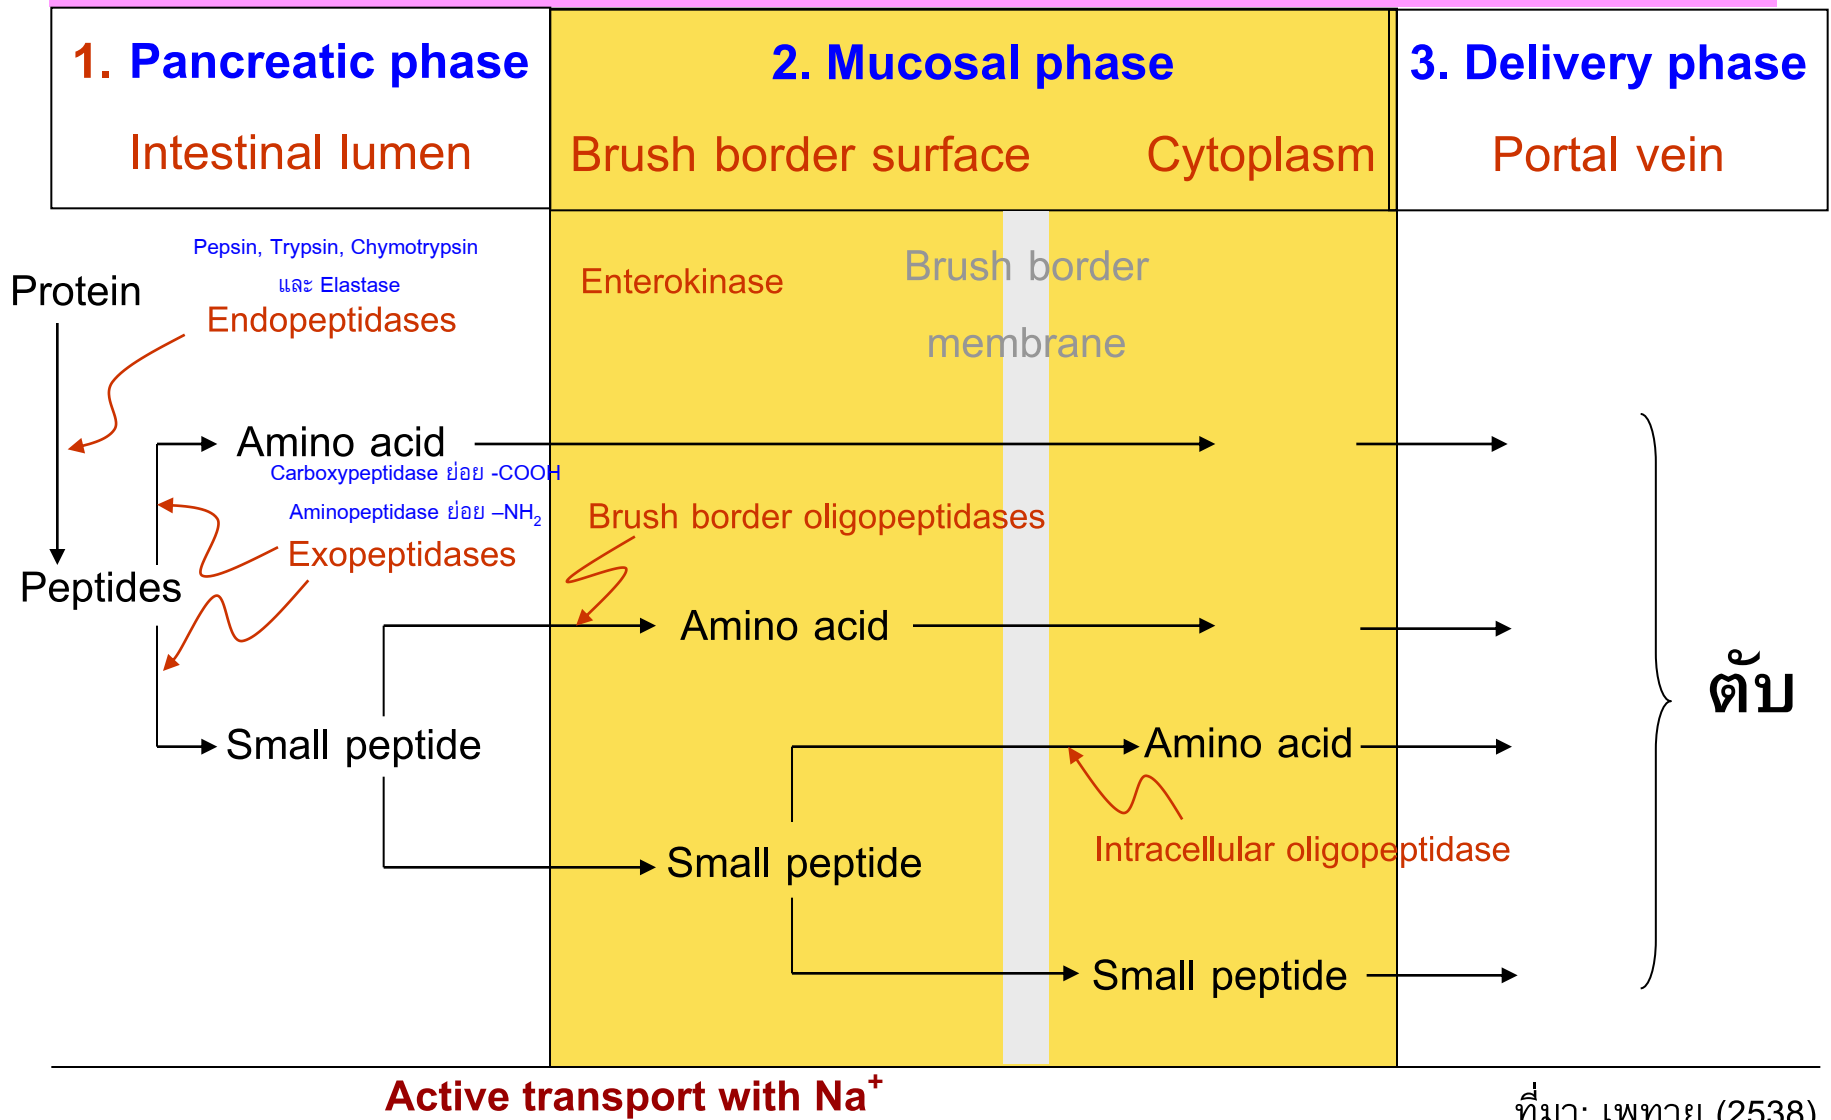 1. Pancreatic phase
2. Mucosal phase
3. Delivery phase
Intestinal lumen
Brush border surface
Cytoplasm
Portal vein
Pepsin, Trypsin, Chymotrypsin
และ Elastase
Endopeptidases
Protein
Enterokinase
Brush border
membrane
Amino acid
Carboxypeptidase ย่อย -COOH
Aminopeptidase ย่อย –NH₂
Exopeptidases
Brush border oligopeptidases
Peptides
Amino acid
Small peptide
Amino acid
ตับ
Small peptide
Intracellular oligopeptidase
Small peptide
Active transport with Na⁺
ที่มา: เพทาย (2538)